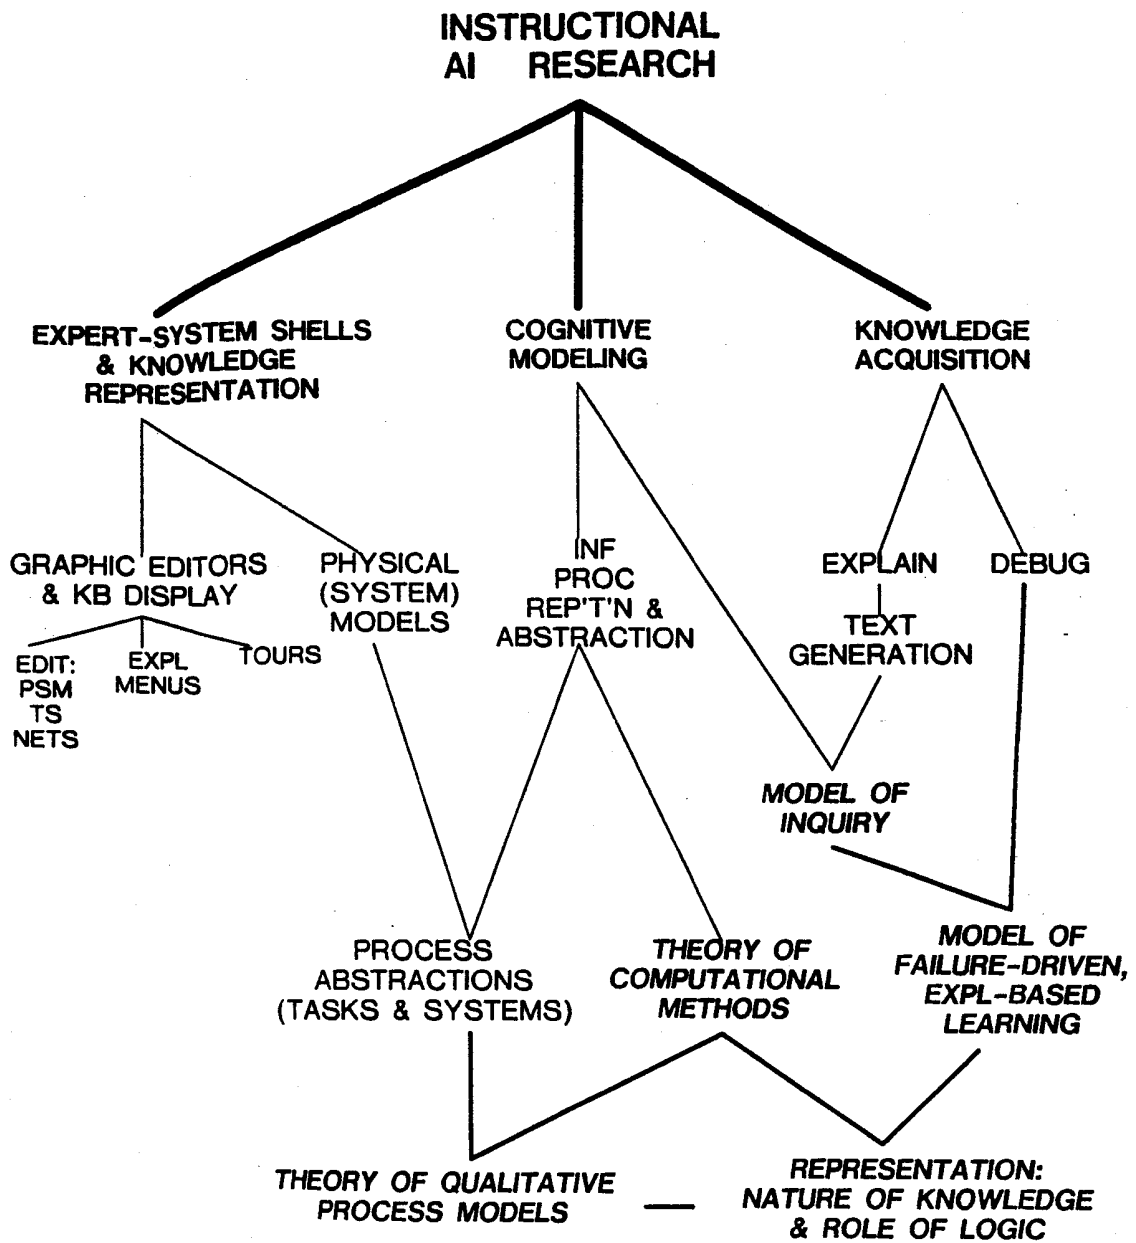 INSTRUCTIONAL
AI RESEARCH
EXPERT-SYSTEM SHELLS
& KNOWLEDGE
REPRESENTATION
COGNITIVE
MODELING
KNOWLEDGE
ACQUISITION
GRAPHIC EDITORS
& KB DISPLAY
PHYSICAL
(SYSTEM)
MODELS
INF
PROC
REP'T'N &
ABSTRACTION
EXPLAIN
DEBUG
TEXT
GENERATION
EDIT:
PSM
TS
NETS
EXPL
MENUS
TOURS
MODEL OF
INQUIRY
PROCESS
ABSTRACTIONS
(TASKS & SYSTEMS)
THEORY OF
COMPUTATIONAL
METHODS
MODEL OF
FAILURE-DRIVEN,
EXPL-BASED
LEARNING
THEORY OF QUALITATIVE
PROCESS MODELS
REPRESENTATION:
NATURE OF KNOWLEDGE
& ROLE OF LOGIC